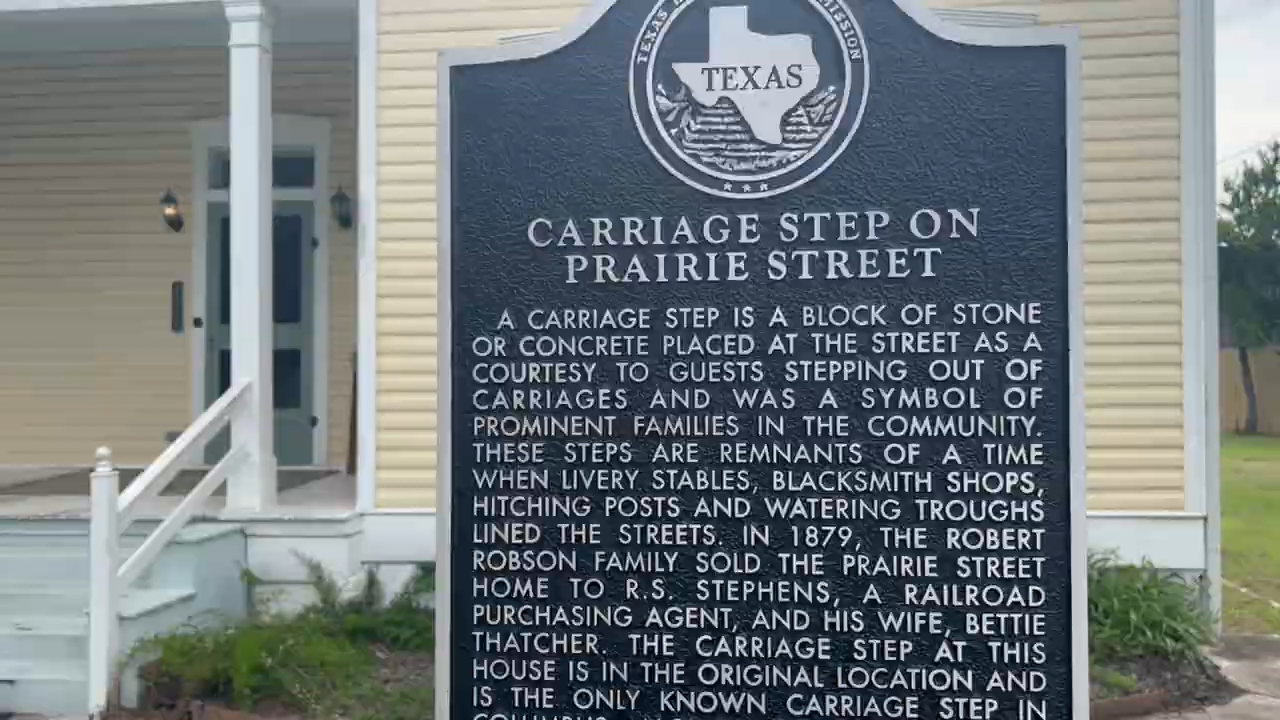 TEXAS
CARRIAGE STEP ON
PRAIRIE STREET
A CARRIAGE STEP IS A BLOCK OF STONE
OR CONCRETE PLACED AT THE STREET AS A
COURTESY TO GUESTS STEPPING OUT OF
CARRIAGES AND WAS A SYMBOL OF
PROMINENT FAMILIES IN THE COMMUNITY.
THESE STEPS ARE REMNANTS OF A TIME
WHEN LIVERY STABLES, BLACKSMITH SHOPS,
HITCHING POSTS AND WATERING TROUGHS
LINED THE STREETS. IN 1879, THE ROBERT
ROBSON FAMILY SOLD THE PRAIRIE STREET
HOME TO R.S. STEPHENS, A RAILROAD
PURCHASING AGENT, AND HIS WIFE, BETTIE
THATCHER. THE CARRIAGE STEP AT THIS
HOUSE IS IN THE ORIGINAL LOCATION AND
IS THE ONLY KNOWN CARRIAGE STEP IN